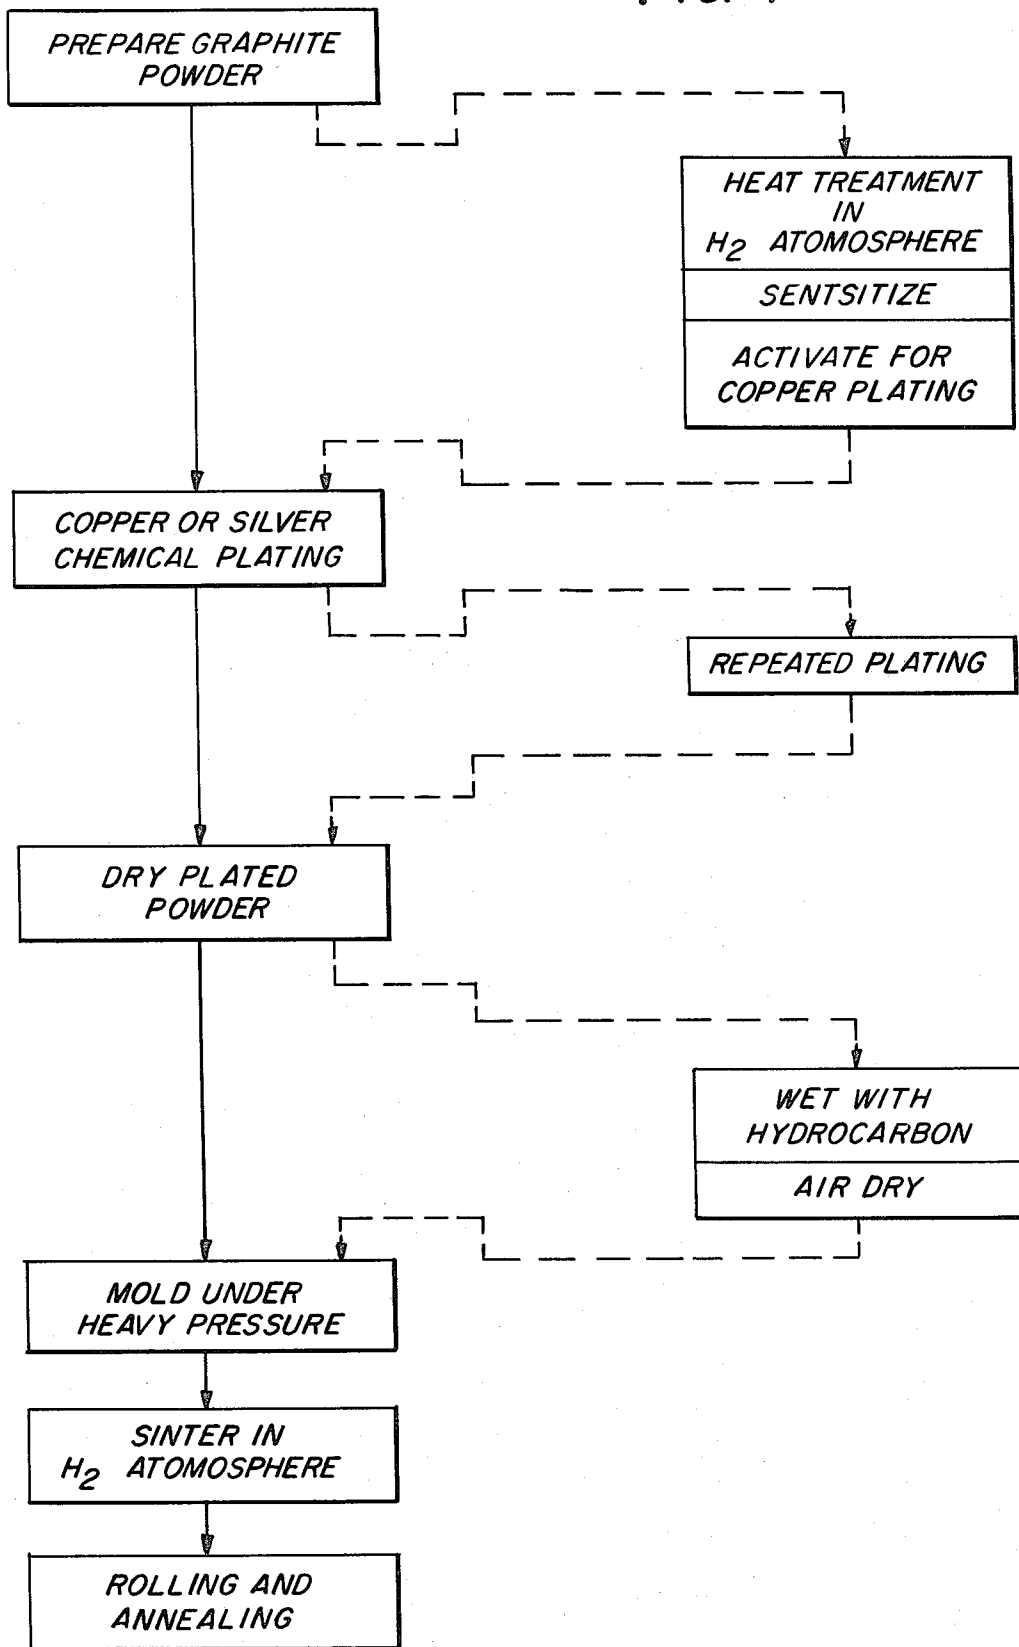 PREPARE GRAPHITE
POWDER
HEAT TREATMENT
IN
H2 ATOMOSPHERE
SENTSITIZE
ACTIVATE FOR
COPPER PLATING
COPPER OR SILVER
CHEMICAL PLATING
REPEATED PLATING
DRY PLATED
POWDER
WET WITH
HYDROCARBON
AIR DRY
MOLD UNDER
HEAVY PRESSURE
SINTER IN
H2 ATOMOSPHERE
ROLLING AND
ANNEALING